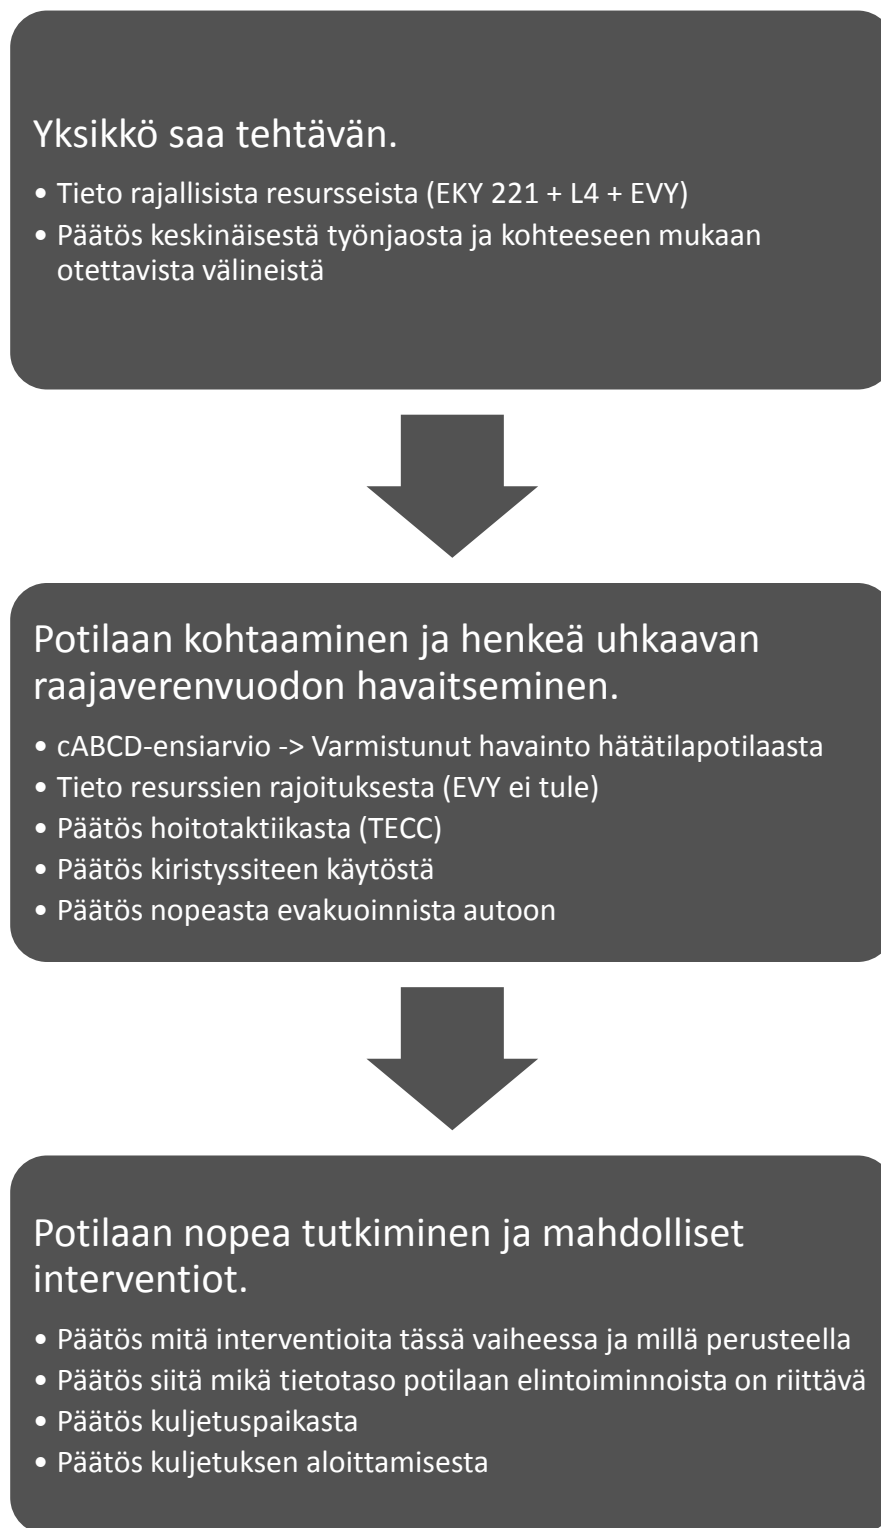 Yksikkö saa tehtävän.
• Tieto rajallisista resursseista (EKY 221 + L4 + EVY)
• Päätös keskinäisestä työnjaosta ja kohteeseen mukaan
otettavista välineistä
Potilaan kohtaaminen ja henkeä uhkaavan
raajaverenvuodon havaitseminen.
• cABCD-ensiarvio -> Varmistunut havainto hätätilapotilaasta
• Tieto resurssien rajoituksesta (EVY ei tule)
• Päätös hoitotaktiikasta (TECC)
• Päätös kiristyssiteen käytöstä
• Päätös nopeasta evakuoinnista autoon
Potilaan nopea tutkiminen ja mahdolliset
interventiot.
• Päätös mitä interventioita tässä vaiheessa ja millä perusteella
• Päätös siitä mikä tietotaso potilaan elintoiminnoista on riittävä
• Päätös kuljetuspaikasta
• Päätös kuljetuksen aloittamisesta